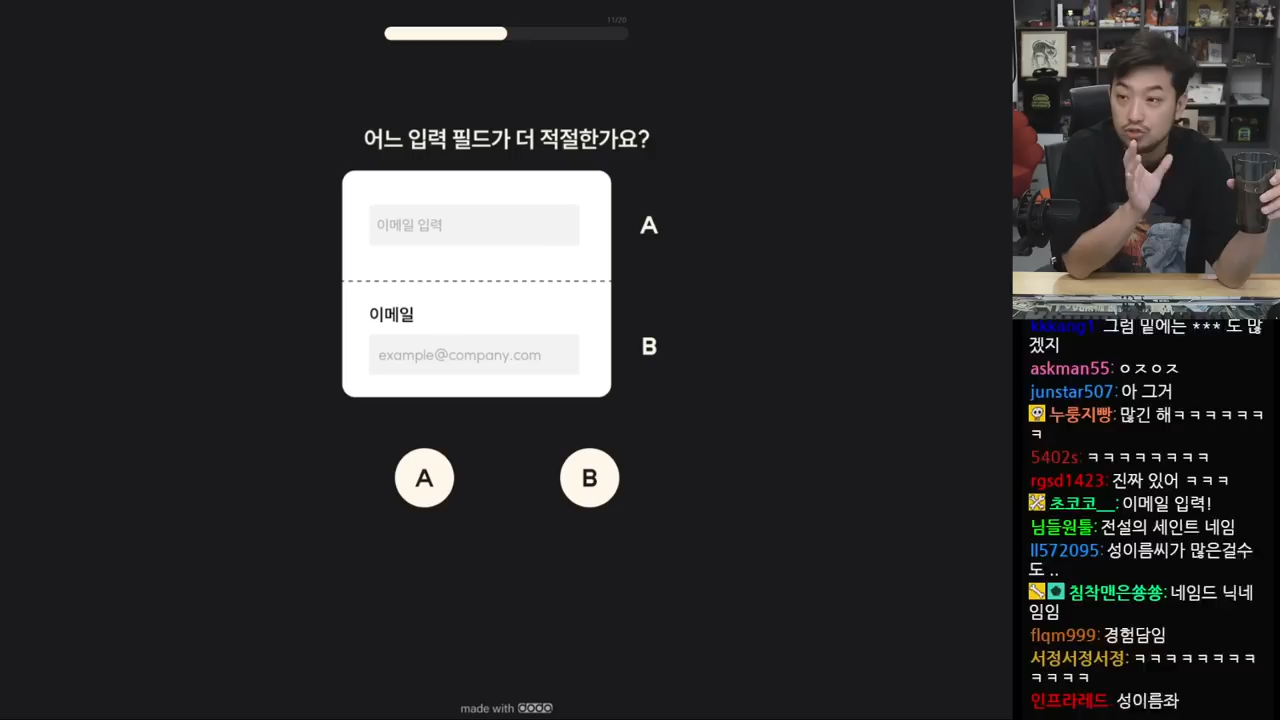 11/20
어느 입력 필드가 더 적절한가요?
이메일 입력
A
이메일
example@company.com
B
A
B
made with dodo
kkkang1: 그럼 밑에는 *** 도 많
겠지
askman55: ㅇㅈㅇㅈ
junstar507: 아 그거
누룽지빵: 많긴 해ㅋㅋㅋㅋㅋㅋ
ㅋ
5402s: ㅋㅋㅋㅋㅋㅋㅋㅋ
rgsd1423: 진짜 있어 ㅋㅋㅋ
초코코__: 이메일 입력!
님들원툴: 전설의 세인트 네임
ll572095: 성이름씨가 많은걸수
도 ..
침착맨은쏭쏭: 네임드 닉네
임임
flqm999: 경험담임
서정서정서정: ㅋㅋㅋㅋㅋㅋㅋㅋ
ㅋㅋㅋㅋ
인프라레드: 성이름좌